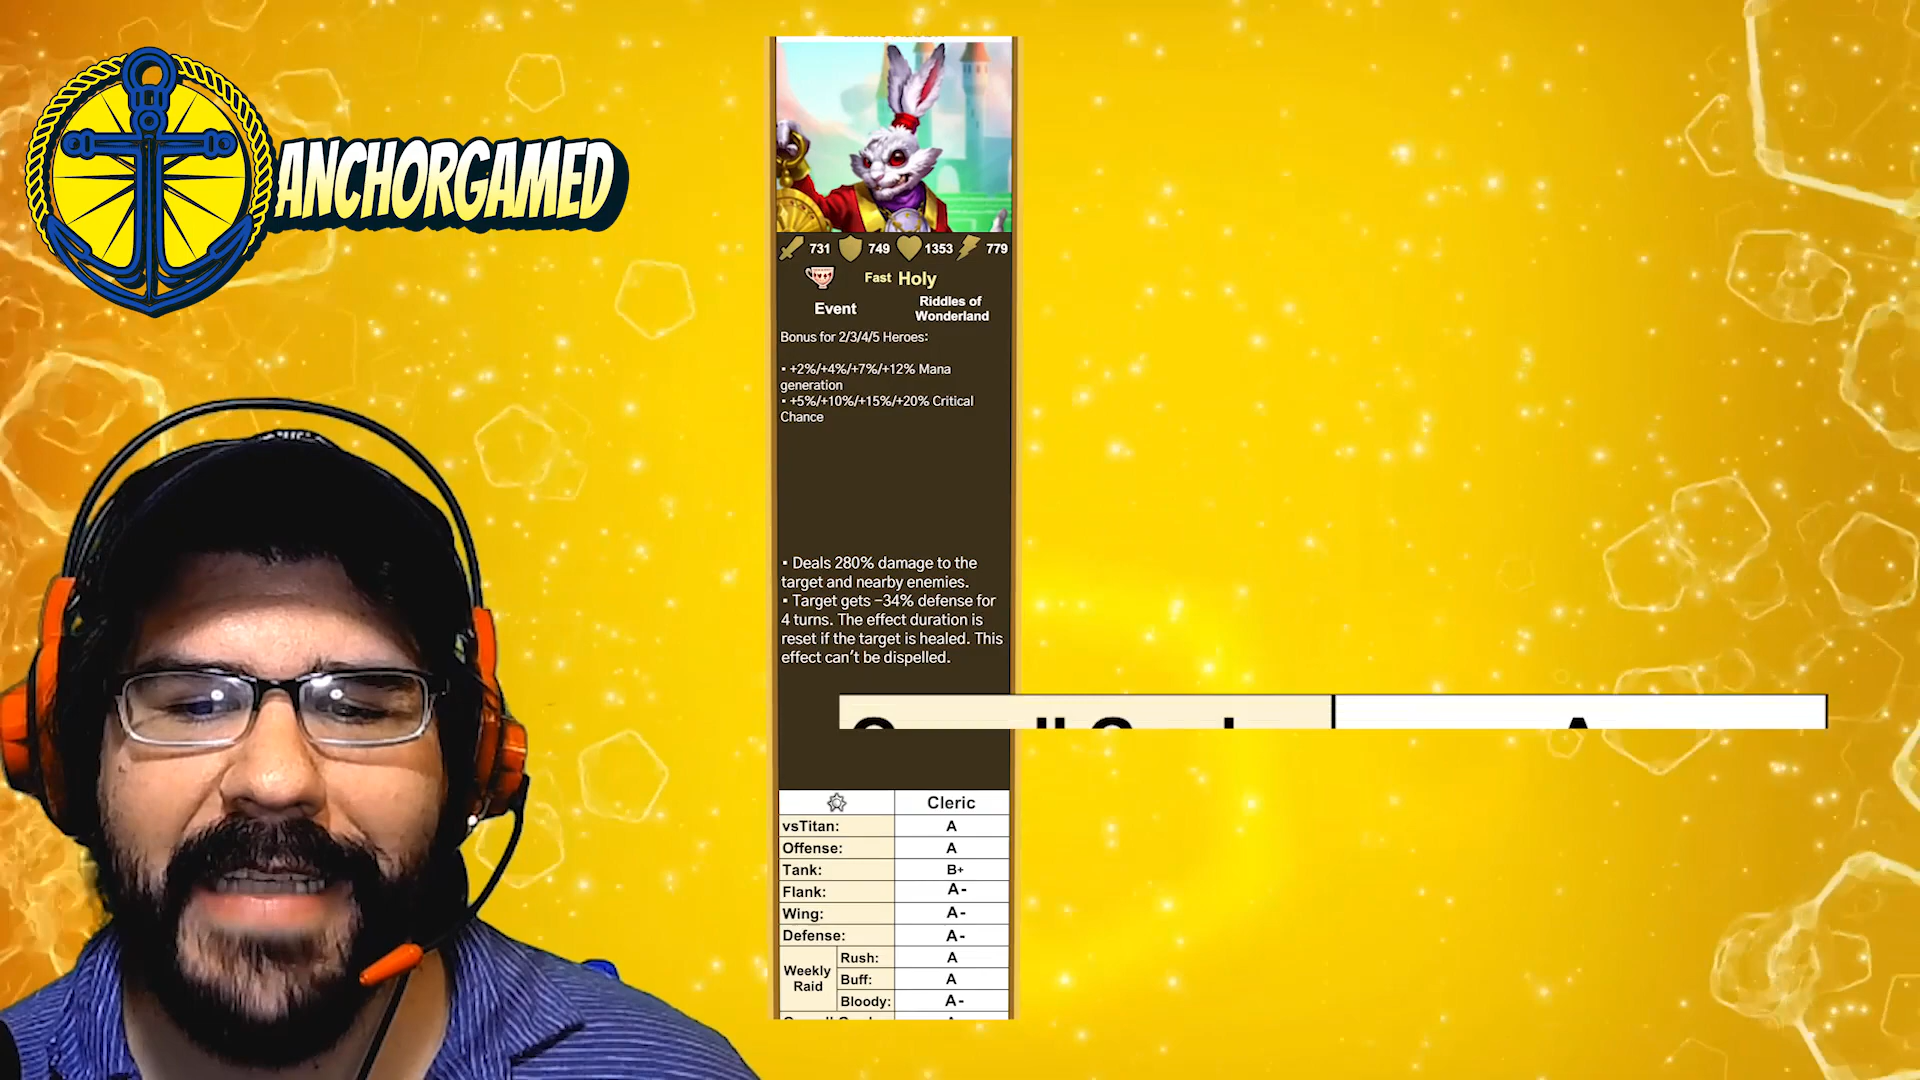 ANCHORGAMED
731 749 1353 779
Fast Holy
Event
Riddles of
Wonderland
Bonus for 2/3/4/5 Heroes:
▪ +2%/+4%/+7%/+12% Mana
generation
▪ +5%/+10%/+15%/+20% Critical
Chance
▪ Deals 280% damage to the
target and nearby enemies.
▪ Target gets −34% defense for
4 turns. The effect duration is
reset if the target is healed. This
effect can't be dispelled.
Cleric
vsTitan: A
Offense: A
Tank: B+
Flank: A-
Wing: A-
Defense: A-
Weekly
Raid
Rush: A
Buff: A
Bloody: A-